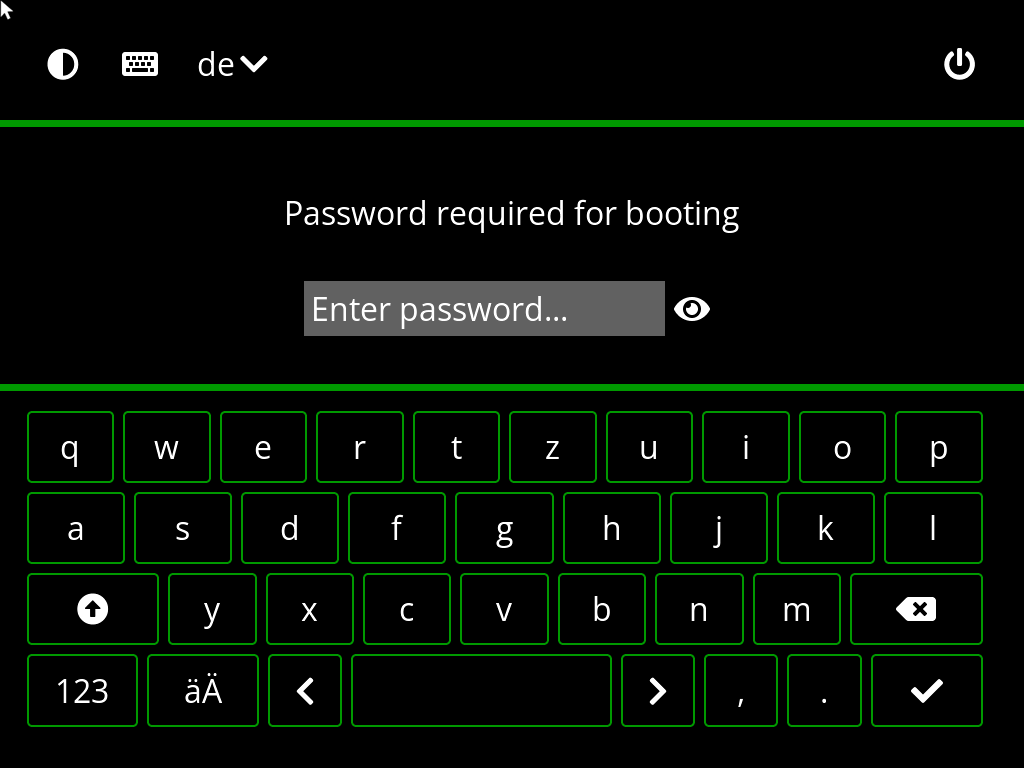 de
Password required for booting
Enter password...
q w e r t z u i o p
a s d f g h j k l
y x c v b n m
123 äÄ , .